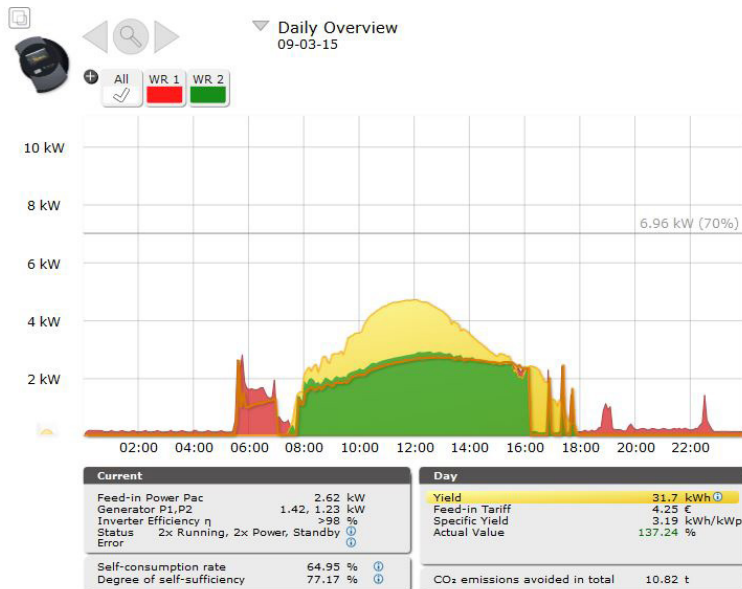 Daily Overview
09-03-15
All WR 1 WR 2
10 kW
8 kW
6.96 kW (70%)
6 kW
4 kW
2 kW
02:00 04:00 06:00 08:00 10:00 12:00 14:00 16:00 18:00 20:00 22:00
Current
Feed-in Power Pac 2.62 kW
Generator P1,P2 1.42, 1.23 kW
Inverter Efficiency η >98 %
Status 2x Running, 2x Power, Standby
Error
Self-consumption rate 64.95 %
Degree of self-sufficiency 77.17 %
Day
Yield 31.7 kWh
Feed-in Tariff 4.25 €
Specific Yield 3.19 kWh/kWp
Actual Value 137.24 %
CO₂ emissions avoided in total 10.82 t